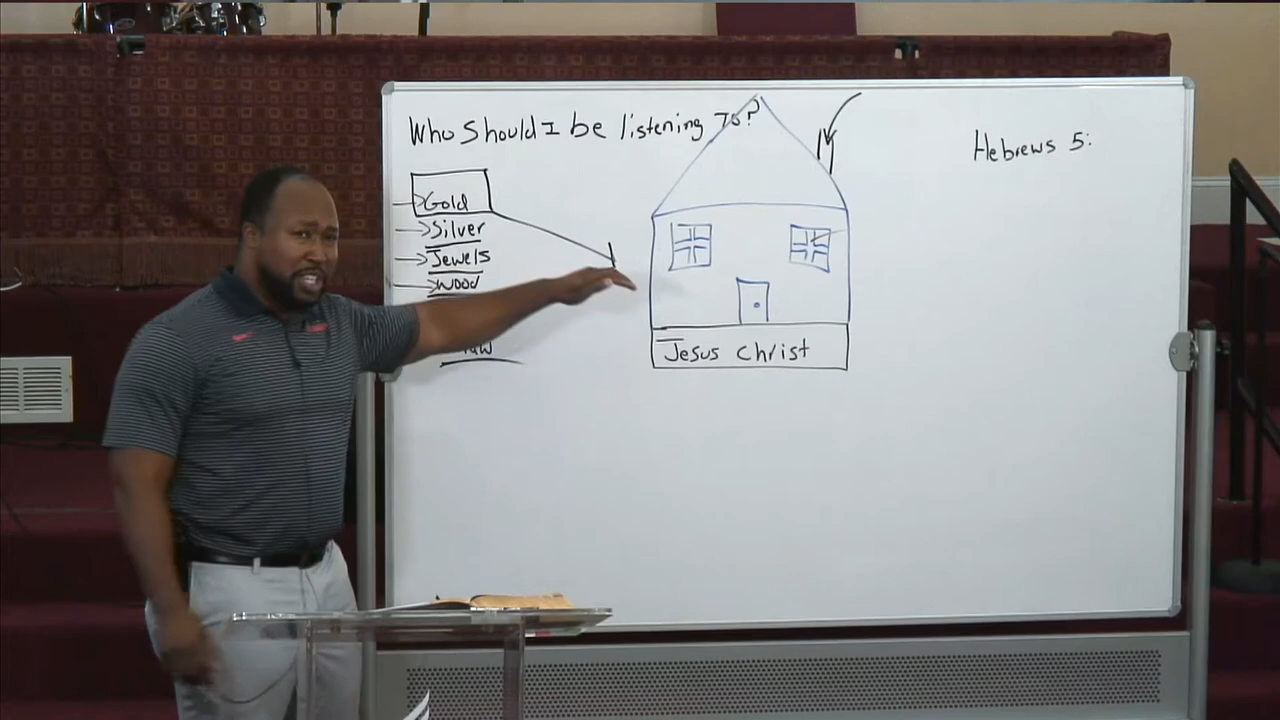 Who Should I be listening To?
Hebrews 5:
Gold
Silver
Jewels
Wood
Jesus Christ